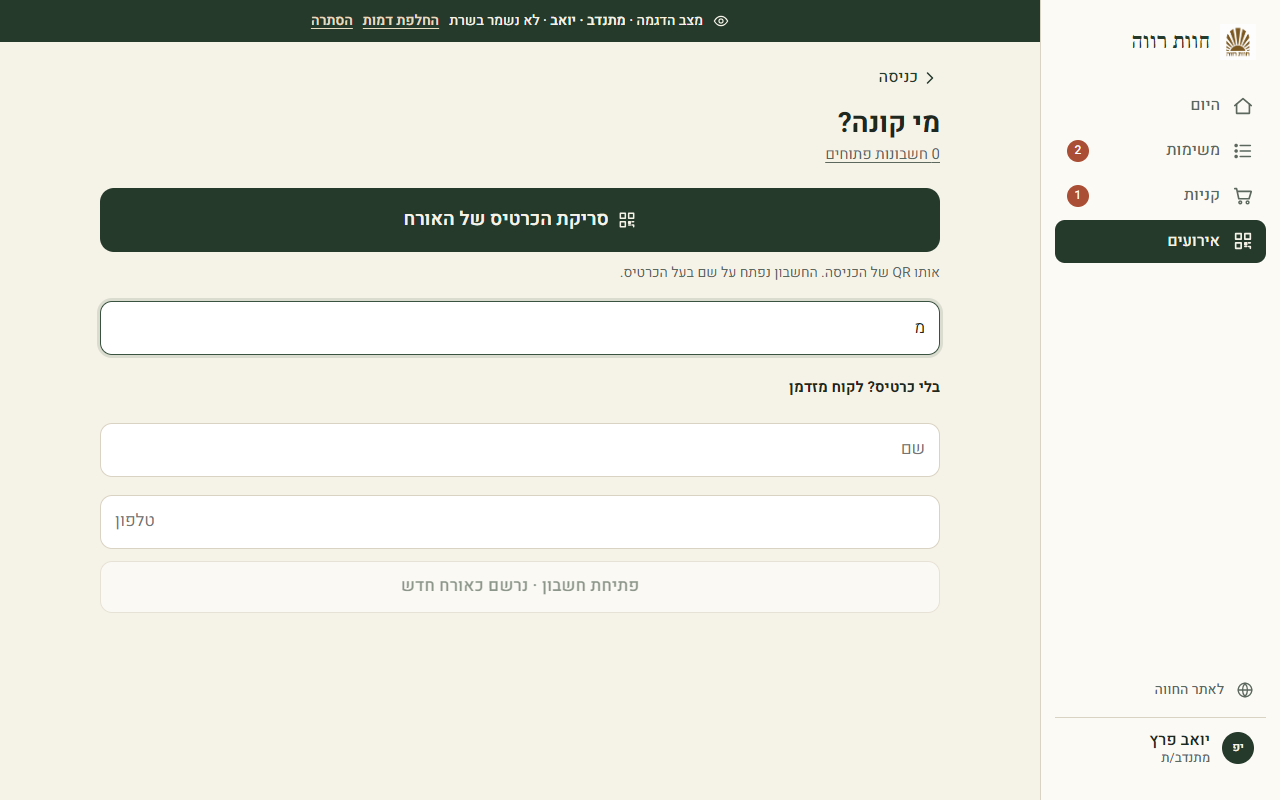 מצב הדגמה · מתנדב · יואב · לא נשמר בשרת החלפת דמות הסתרה
חוות רווה
היום
משימות 2
קניות 1
אירועים
לאתר החווה
יפ
יואב פרץ
מתנדב/ת
כניסה
מי קונה?
0 חשבונות פתוחים
סריקת הכרטיס של האורח
אותו QR של הכניסה. החשבון נפתח על שם בעל הכרטיס.
מ
בלי כרטיס? לקוח מזדמן
שם
טלפון
פתיחת חשבון · נרשם כאורח חדש